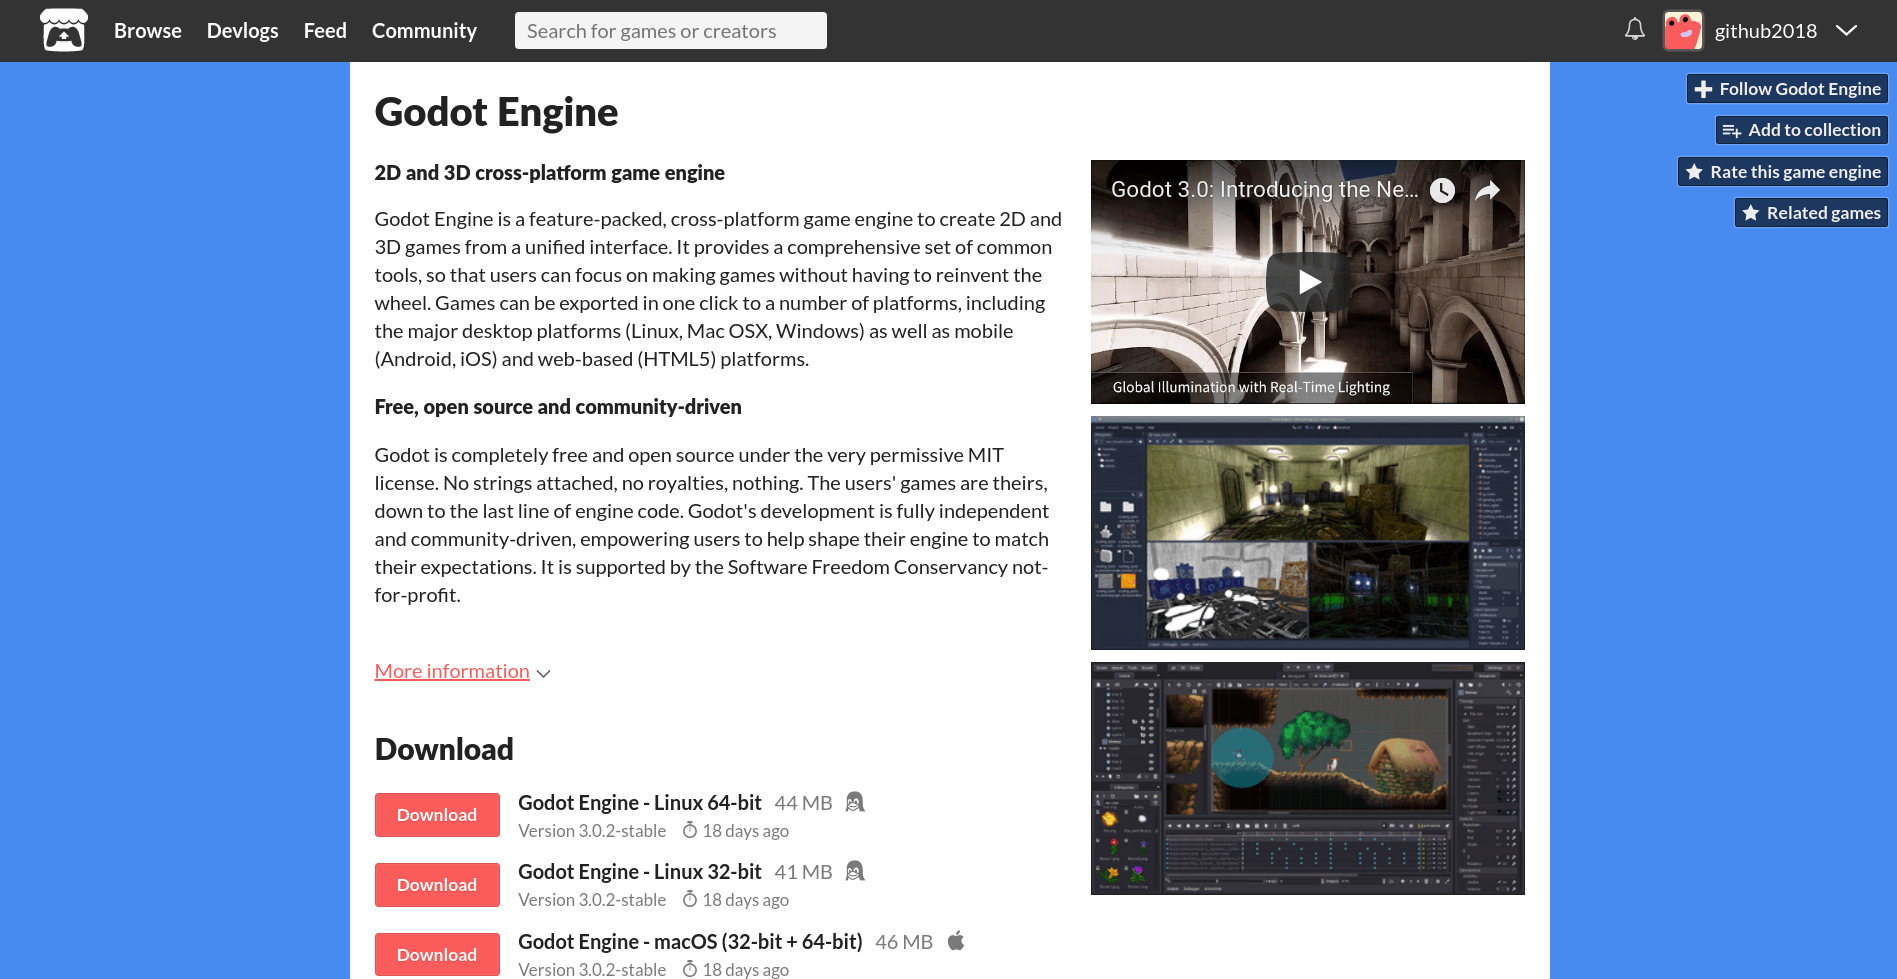 Browse Devlogs Feed Community Search for games or creators github2018
Follow Godot Engine
Add to collection
Rate this game engine
Related games
Godot Engine
2D and 3D cross-platform game engine
Godot Engine is a feature-packed, cross-platform game engine to create 2D and
3D games from a unified interface. It provides a comprehensive set of common
tools, so that users can focus on making games without having to reinvent the
wheel. Games can be exported in one click to a number of platforms, including
the major desktop platforms (Linux, Mac OSX, Windows) as well as mobile
(Android, iOS) and web-based (HTML5) platforms.
Free, open source and community-driven
Godot is completely free and open source under the very permissive MIT
license. No strings attached, no royalties, nothing. The users' games are theirs,
down to the last line of engine code. Godot's development is fully independent
and community-driven, empowering users to help shape their engine to match
their expectations. It is supported by the Software Freedom Conservancy not-
for-profit.
More information
Download
Download Godot Engine - Linux 64-bit 44 MB
Version 3.0.2-stable 18 days ago
Download Godot Engine - Linux 32-bit 41 MB
Version 3.0.2-stable 18 days ago
Download Godot Engine - macOS (32-bit + 64-bit) 46 MB
Version 3.0.2-stable 18 days ago
Godot 3.0: Introducing the Ne...
Global Illumination with Real-Time Lighting